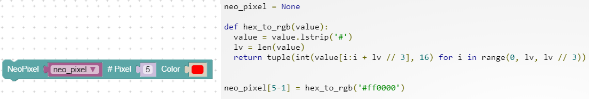 neo_pixel = None
def hex_to_rgb(value):
value = value.lstrip('#')
lv = len(value)
return tuple(int(value[i:i + lv // 3], 16) for i in range(0, lv, lv // 3))
NeoPixel neo_pixel # Pixel 5 Color
neo_pixel[5-1] = hex_to_rgb('#ff0000')